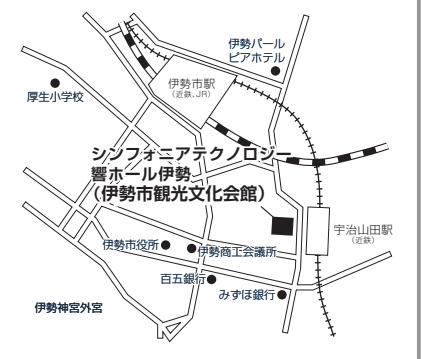 伊勢パール
ピアホテル
伊勢市駅
(近鉄、JR)
厚生小学校
シンフォニアテクノロジー
響ホール伊勢
(伊勢市観光文化会館)
宇治山田駅
(近鉄)
伊勢市役所
伊勢商工会議所
百五銀行
みずほ銀行
伊勢神宮外宮